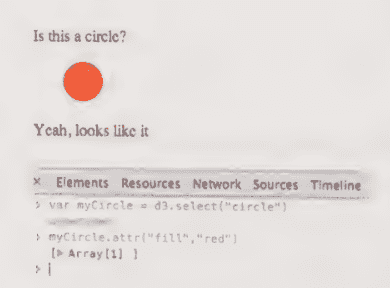 Is this a circle?
Yeah, looks like it
× Elements Resources Network Sources Timeline
> var myCircle = d3.select("circle")
> myCircle.attr("fill","red")
[▶ Array[1] ]
>